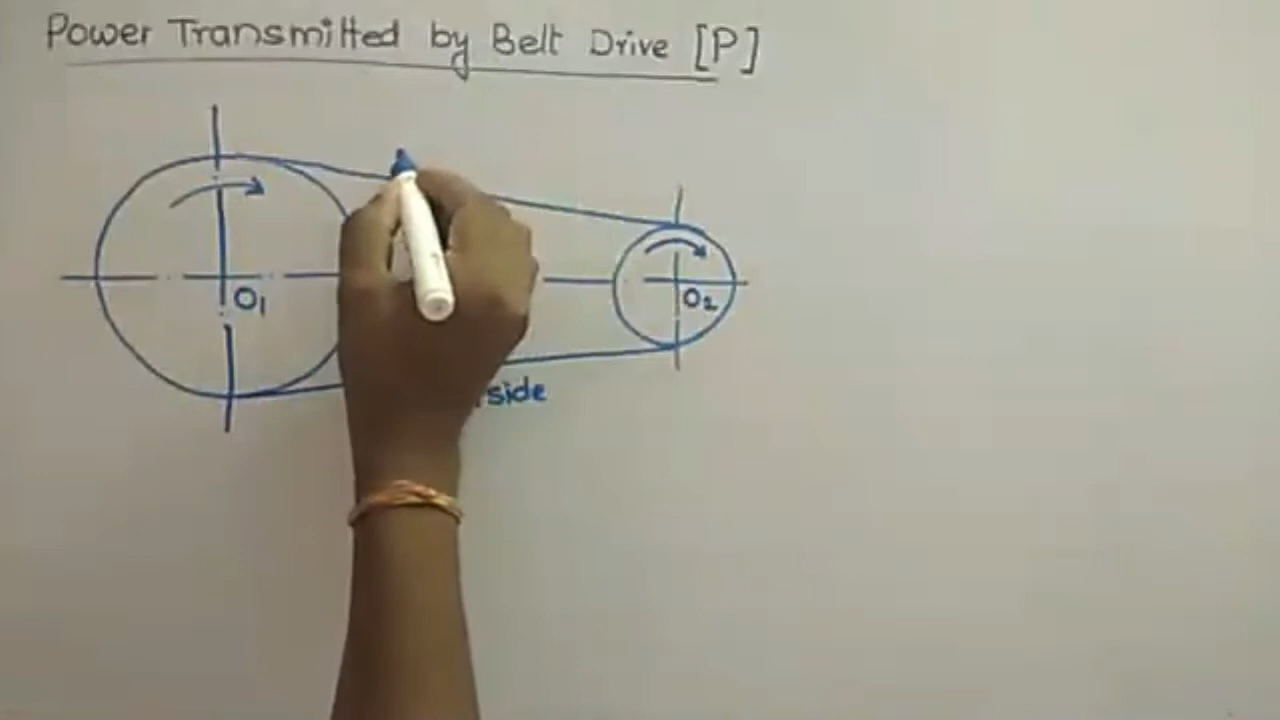 Power Transmitted by Belt Drive [P]
O₁
O₂
side